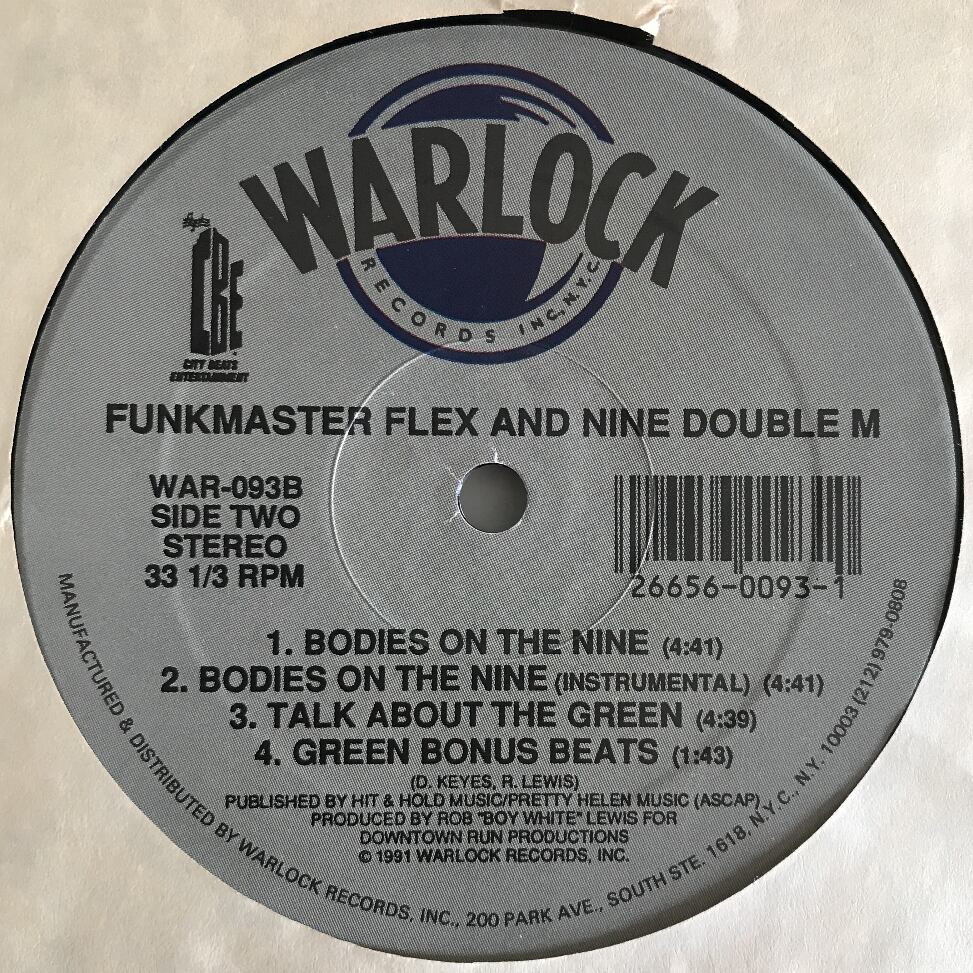 WARLOCK
RECORDS INC., N.Y.C.
CBE
CITY BEATS
ENTERTAINMENT
FUNKMASTER FLEX AND NINE DOUBLE M
WAR-093B
SIDE TWO
STEREO
33 1/3 RPM
26656-0093-1
1. BODIES ON THE NINE (4:41)
2. BODIES ON THE NINE (INSTRUMENTAL) (4:41)
3. TALK ABOUT THE GREEN (4:39)
4. GREEN BONUS BEATS (1:43)
(D. KEYES, R. LEWIS)
PUBLISHED BY HIT & HOLD MUSIC/PRETTY HELEN MUSIC (ASCAP)
PRODUCED BY ROB "BOY WHITE" LEWIS FOR
DOWNTOWN RUN PRODUCTIONS
© 1991 WARLOCK RECORDS, INC.
MANUFACTURED & DISTRIBUTED BY WARLOCK RECORDS, INC., 200 PARK AVE., SOUTH STE. 1618, N.Y.C., N.Y. 10003 (212) 979-0808